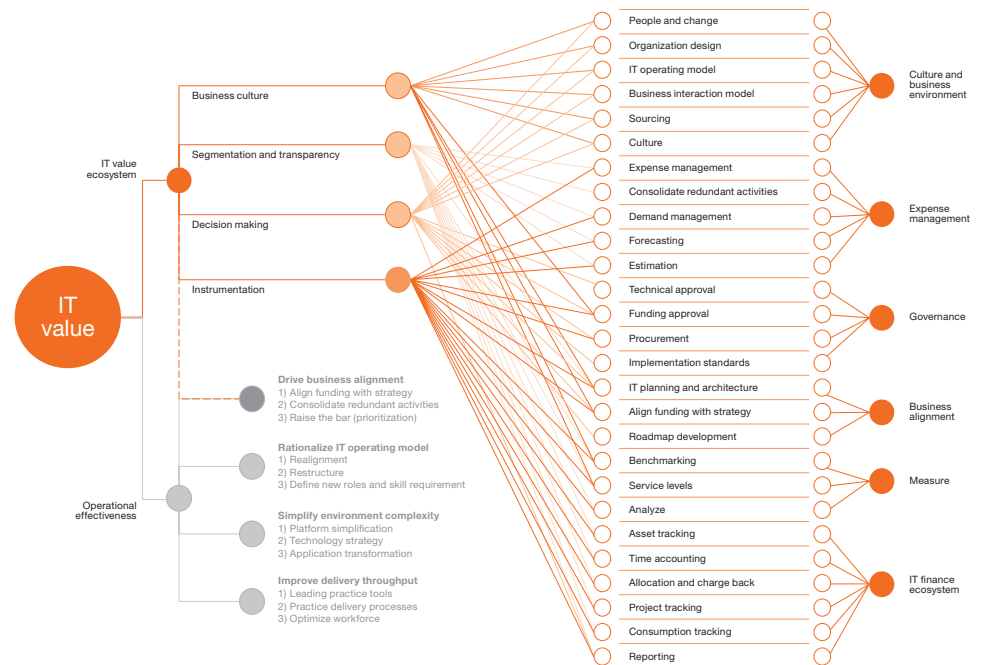 IT
value
IT value
ecosystem
Operational
effectiveness
Business culture
Segmentation and transparency
Decision making
Instrumentation
Drive business alignment
1) Align funding with strategy
2) Consolidate redundant activities
3) Raise the bar (prioritization)
Rationalize IT operating model
1) Realignment
2) Restructure
3) Define new roles and skill requirement
Simplify environment complexity
1) Platform simplification
2) Technology strategy
3) Application transformation
Improve delivery throughput
1) Leading practice tools
2) Practice delivery processes
3) Optimize workforce
People and change
Organization design
IT operating model
Business interaction model
Sourcing
Culture
Expense management
Consolidate redundant activities
Demand management
Forecasting
Estimation
Technical approval
Funding approval
Procurement
Implementation standards
IT planning and architecture
Align funding with strategy
Roadmap development
Benchmarking
Service levels
Analyze
Asset tracking
Time accounting
Allocation and charge back
Project tracking
Consumption tracking
Reporting
Culture and
business
environment
Expense
management
Governance
Business
alignment
Measure
IT finance
ecosystem